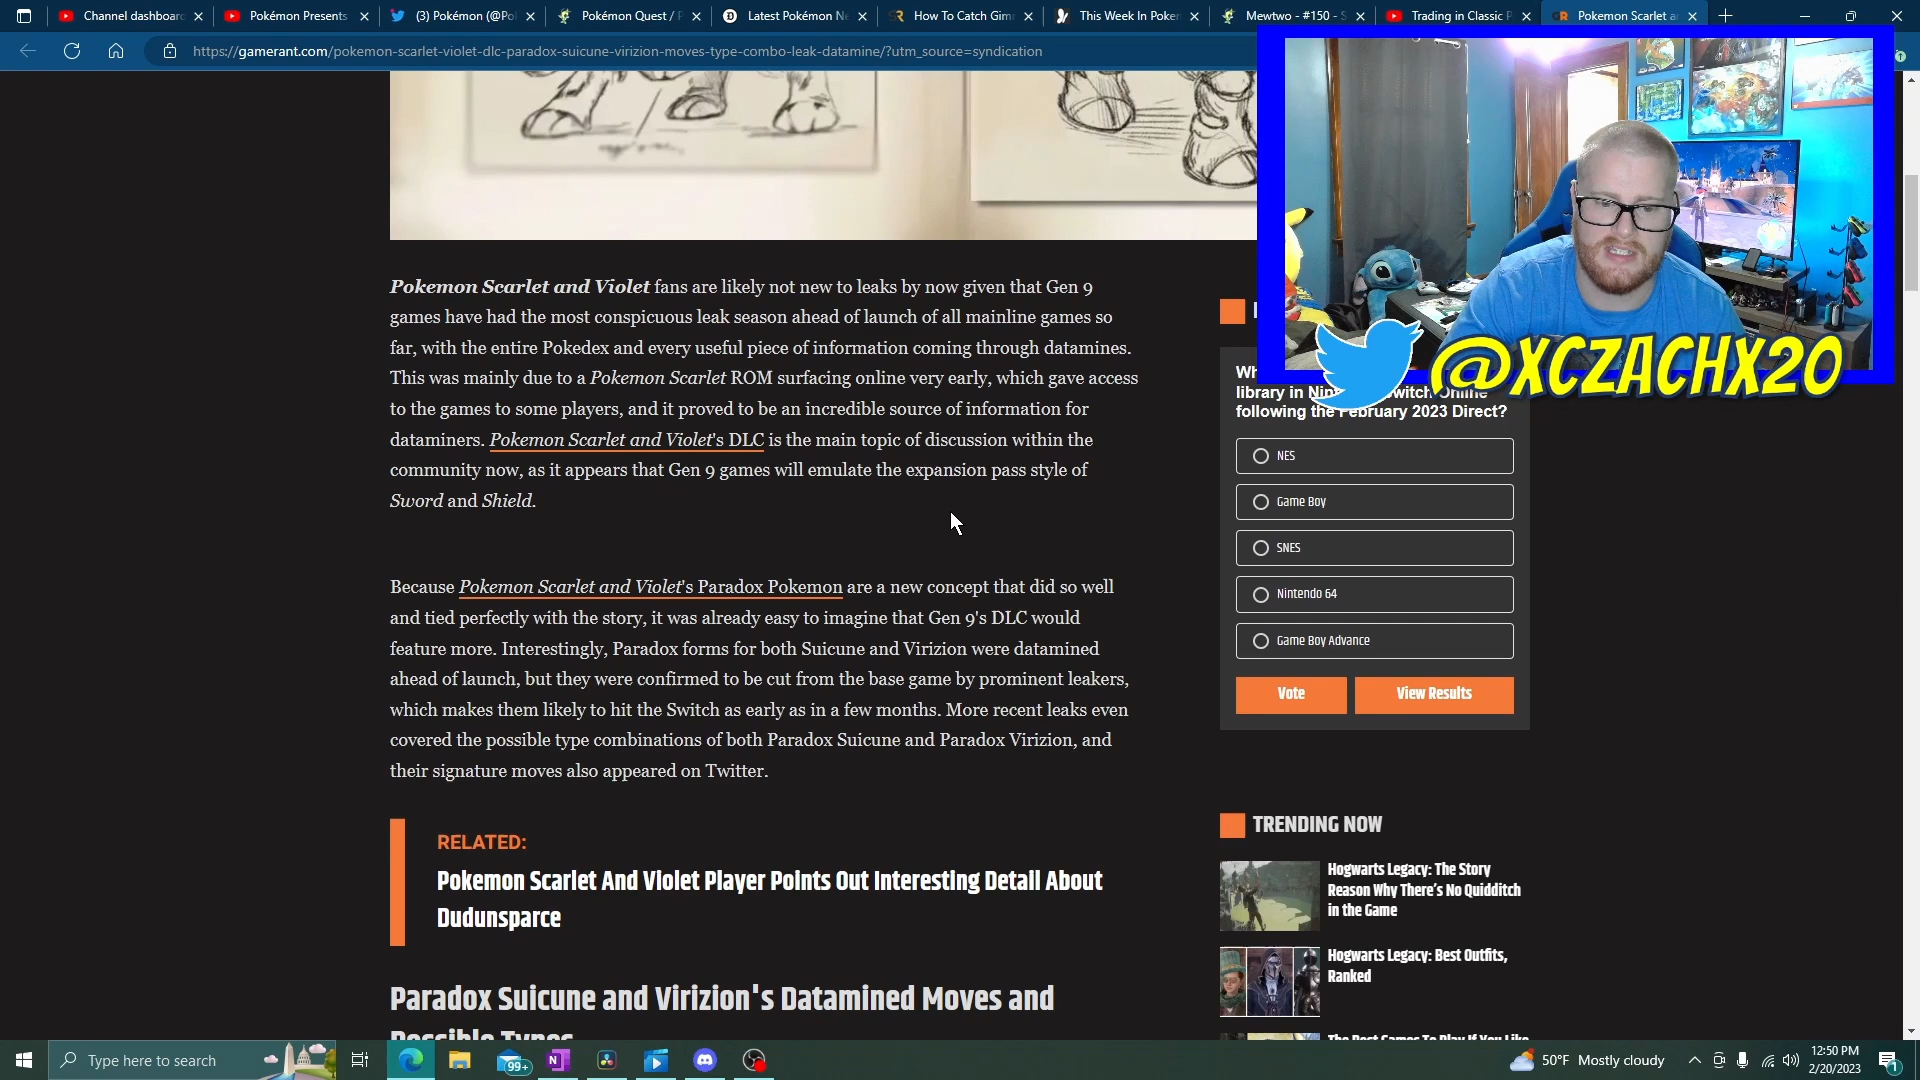 Channel dashboard
Pokémon Presents
(3) Pokémon (@Po
Pokémon Quest / P
Latest Pokémon Ne
How To Catch Gim
This Week In Pokem
Mewtwo - #150 - S
Trading in Classic P
Pokemon Scarlet a
https://gamerant.com/pokemon-scarlet-violet-dlc-paradox-suicune-virizion-moves-type-combo-leak-datamine/?utm_source=syndication
Pokemon Scarlet and Violet fans are likely not new to leaks by now given that Gen 9
games have had the most conspicuous leak season ahead of launch of all mainline games so
far, with the entire Pokedex and every useful piece of information coming through datamines.
This was mainly due to a Pokemon Scarlet ROM surfacing online very early, which gave access
to the games to some players, and it proved to be an incredible source of information for
dataminers. Pokemon Scarlet and Violet's DLC is the main topic of discussion within the
community now, as it appears that Gen 9 games will emulate the expansion pass style of
Sword and Shield.
Because Pokemon Scarlet and Violet's Paradox Pokemon are a new concept that did so well
and tied perfectly with the story, it was already easy to imagine that Gen 9's DLC would
feature more. Interestingly, Paradox forms for both Suicune and Virizion were datamined
ahead of launch, but they were confirmed to be cut from the base game by prominent leakers,
which makes them likely to hit the Switch as early as in a few months. More recent leaks even
covered the possible type combinations of both Paradox Suicune and Paradox Virizion, and
their signature moves also appeared on Twitter.
RELATED:
Pokemon Scarlet And Violet Player Points Out Interesting Detail About
Dudunsparce
Paradox Suicune and Virizion's Datamined Moves and
Possible Types
@XCZACHX20
library in Nintendo Switch Online
following the February 2023 Direct?
NES
Game Boy
SNES
Nintendo 64
Game Boy Advance
Vote
View Results
TRENDING NOW
Hogwarts Legacy: The Story
Reason Why There's No Quidditch
in the Game
Hogwarts Legacy: Best Outfits,
Ranked
The Best Games To Play If You Like
Type here to search
99+
50°F Mostly cloudy
12:50 PM
2/20/2023
1